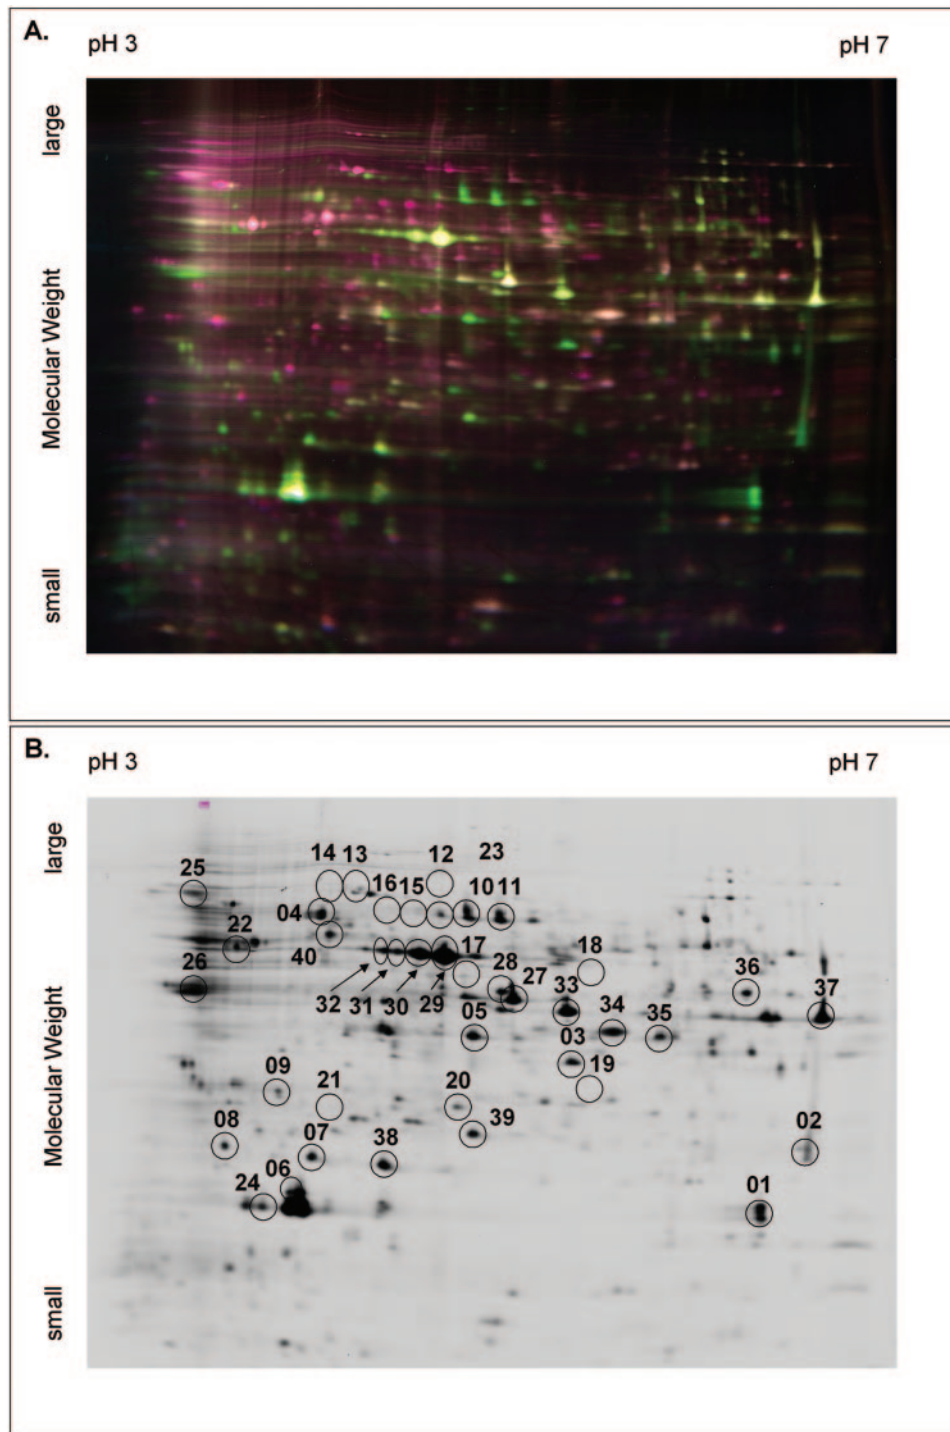 A.
pH 3 pH 7
large
Molecular Weight
small
B.
pH 3 pH 7
large
Molecular Weight
small
14 13 12 23
25 16 15 10 11
04
22 17 18
40 28 27 36
26 33 37
32 31 30 29 34
05 35
03
09 21 20 19
08 07 38 39 02
06
24 01